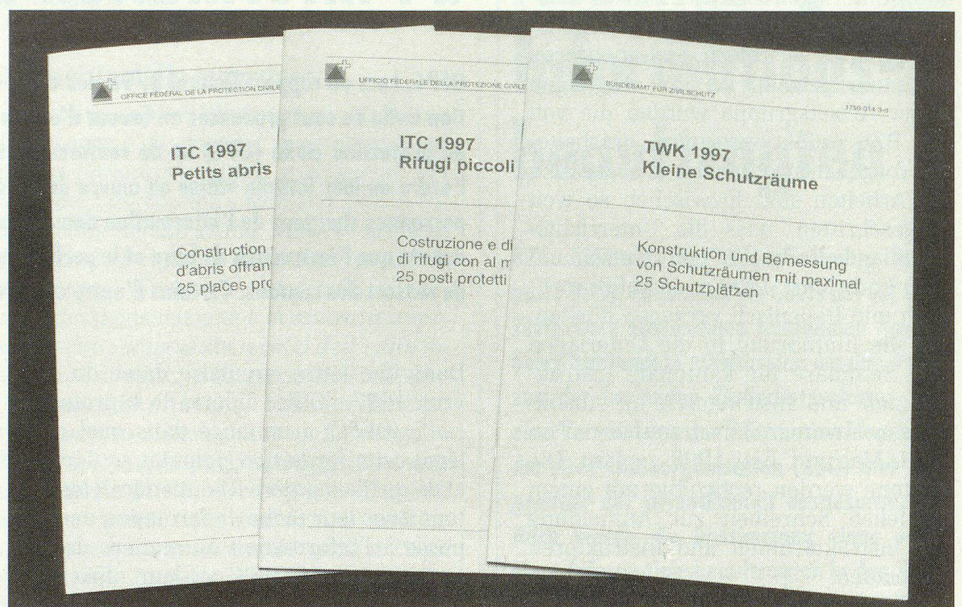 OFFICE FÉDÉRAL DE LA PROTECTION CIVILE
ITC 1997
Petits abris
Construction
d'abris offran
25 places pro
UFFICIO FEDERALE DELLA PROTEZIONE CIVILE
ITC 1997
Rifugi piccoli
Costruzione e di
di rifugi con al m
25 posti protetti
BUNDESAMT FÜR ZIVILSCHUTZ
TWK 1997
Kleine Schutzräume
Konstruktion und Bemessung
von Schutzräumen mit maximal
25 Schutzplätzen